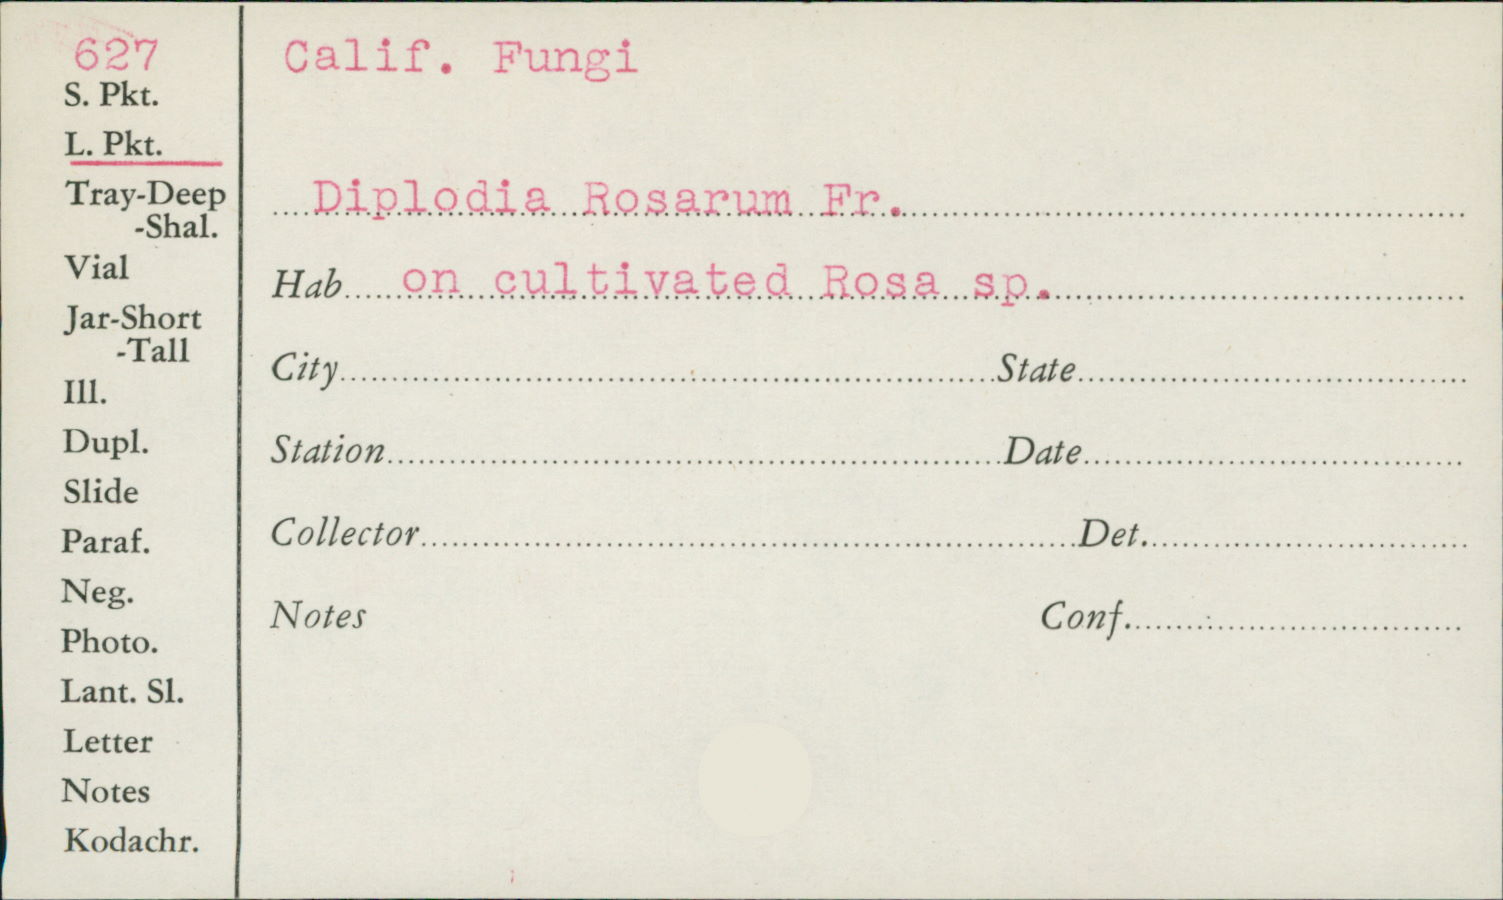 627
S. Pkt.
L. Pkt.
Tray-Deep
-Shal.
Vial
Jar-Short
-Tall
Ill.
Dupl.
Slide
Paraf.
Neg.
Photo.
Lant. Sl.
Letter
Notes
Kodachr.
Calif. Fungi
Diplodia Rosarum Fr.
Hab on cultivated Rosa sp.
City State
Station Date
Collector Det.
Notes Conf.